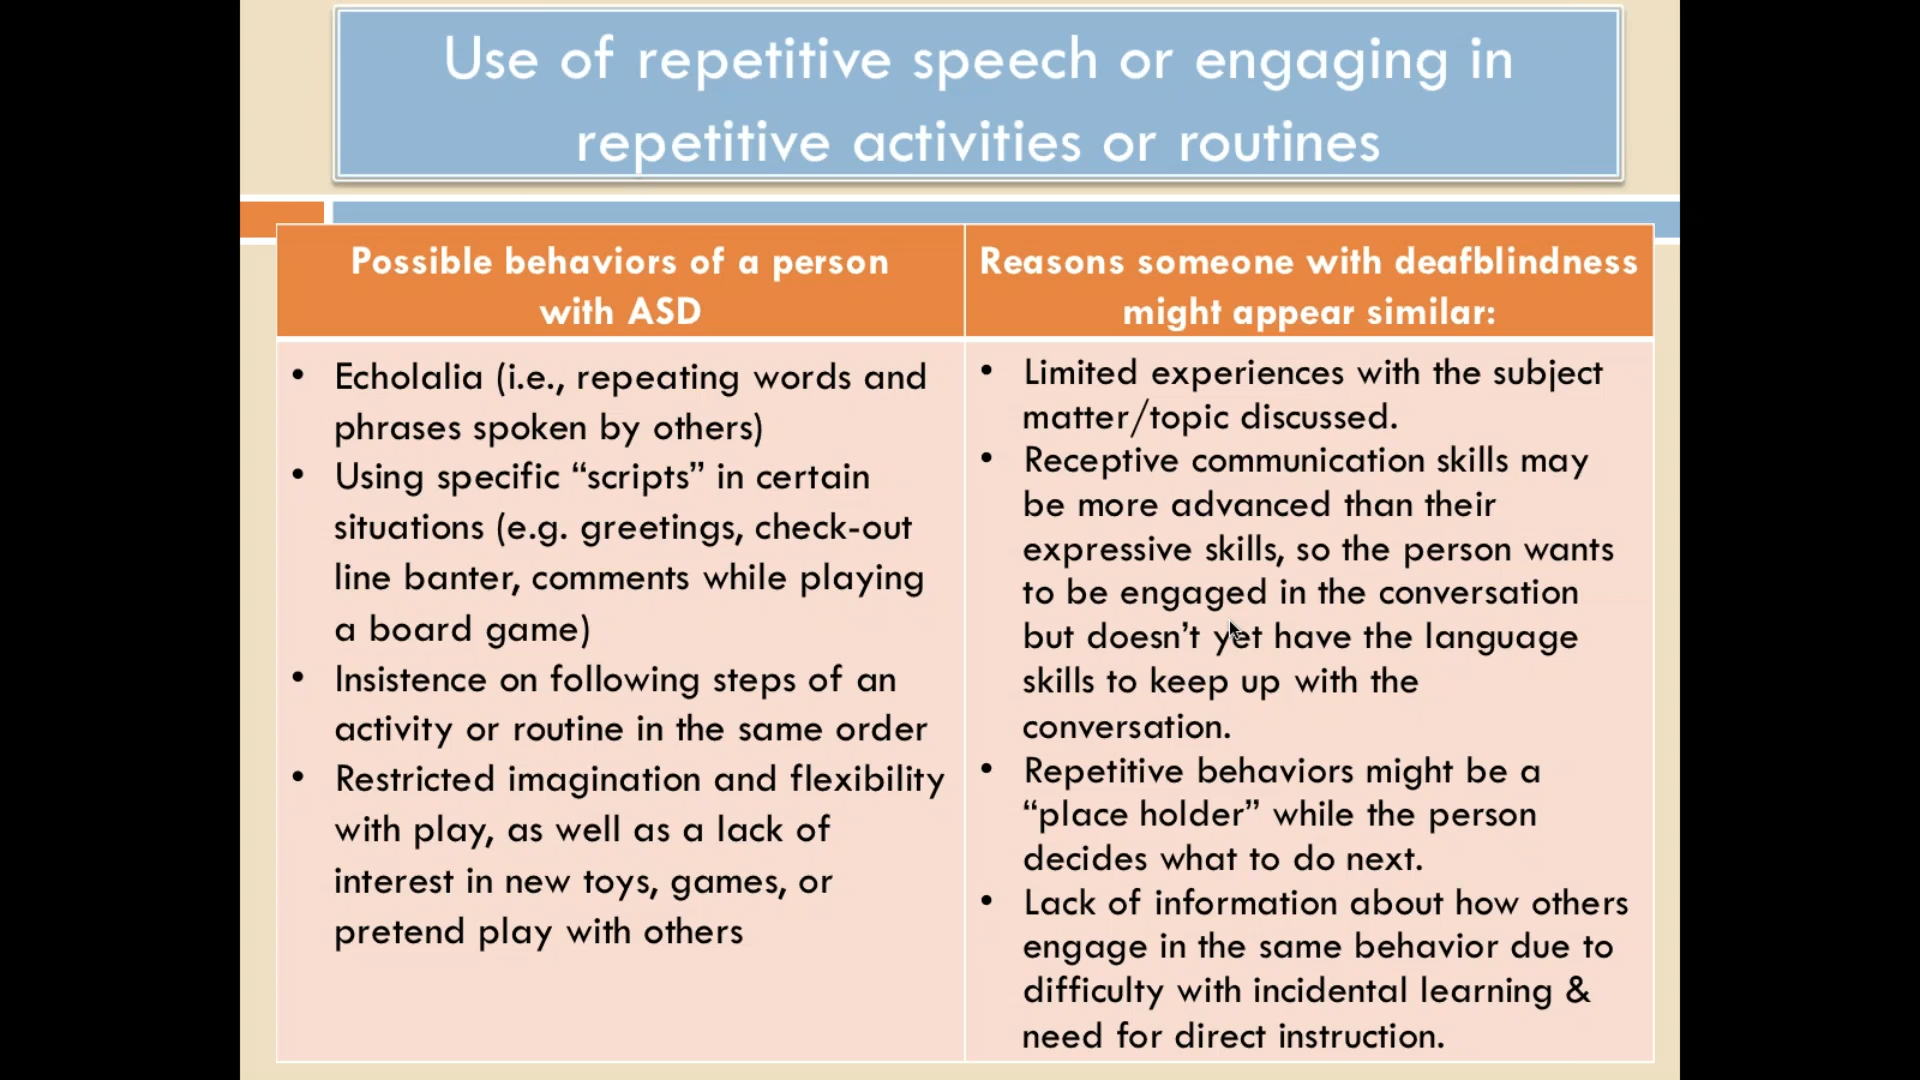 Use of repetitive speech or engaging in
repetitive activities or routines
Possible behaviors of a person
with ASD
• Echolalia (i.e., repeating words and
phrases spoken by others)
• Using specific “scripts” in certain
situations (e.g. greetings, check-out
line banter, comments while playing
a board game)
• Insistence on following steps of an
activity or routine in the same order
• Restricted imagination and flexibility
with play, as well as a lack of
interest in new toys, games, or
pretend play with others
Reasons someone with deafblindness
might appear similar:
• Limited experiences with the subject
matter/topic discussed.
• Receptive communication skills may
be more advanced than their
expressive skills, so the person wants
to be engaged in the conversation
but doesn’t yet have the language
skills to keep up with the
conversation.
• Repetitive behaviors might be a
“place holder” while the person
decides what to do next.
• Lack of information about how others
engage in the same behavior due to
difficulty with incidental learning &
need for direct instruction.